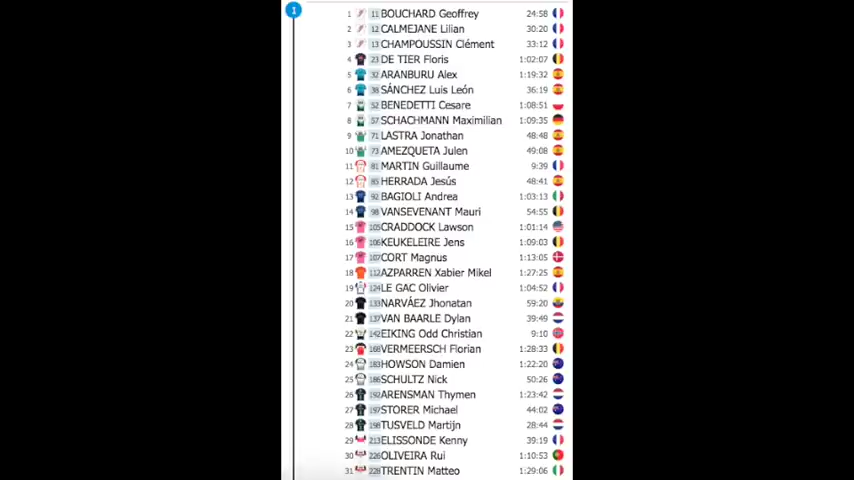 1
1 11 BOUCHARD Geoffrey 24:58
2 12 CALMEJANE Lilian 30:20
3 13 CHAMPOUSSIN Clément 33:12
4 23 DE TIER Floris 1:02:07
5 32 ARANBURU Alex 1:19:32
6 38 SÁNCHEZ Luis León 36:19
7 52 BENEDETTI Cesare 1:08:51
8 57 SCHACHMANN Maximilian 1:09:35
9 71 LASTRA Jonathan 48:48
10 73 AMEZQUETA Julen 49:08
11 81 MARTIN Guillaume 9:39
12 85 HERRADA Jesús 48:41
13 92 BAGIOLI Andrea 1:03:13
14 98 VANSEVENANT Mauri 54:55
15 105 CRADDOCK Lawson 1:01:14
16 106 KEUKELEIRE Jens 1:09:03
17 107 CORT Magnus 1:13:05
18 112 AZPARREN Xabier Mikel 1:27:25
19 124 LE GAC Olivier 1:04:52
20 133 NARVÁEZ Jhonatan 59:20
21 137 VAN BAARLE Dylan 39:49
22 142 EIKING Odd Christian 9:10
23 168 VERMEERSCH Florian 1:28:33
24 183 HOWSON Damien 1:22:20
25 186 SCHULTZ Nick 50:26
26 192 ARENSMAN Thymen 1:23:42
27 197 STORER Michael 44:02
28 198 TUSVELD Martijn 28:44
29 213 ELISSONDE Kenny 39:19
30 226 OLIVEIRA Rui 1:10:53
31 228 TRENTIN Matteo 1:29:06